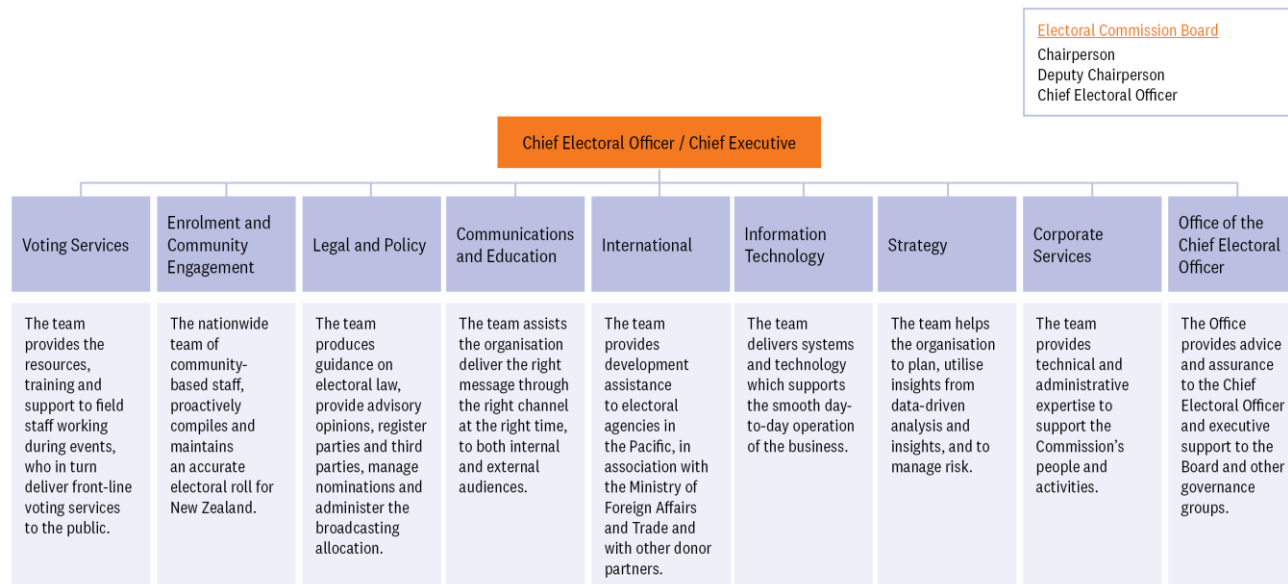 Electoral Commission Board
Chairperson
Deputy Chairperson
Chief Electoral Officer
Chief Electoral Officer / Chief Executive
Voting Services
The team
provides the
resources,
training and
support to field
staff working
during events,
who in turn
deliver front-line
voting services
to the public.
Enrolment and
Community
Engagement
The nationwide
team of
community-
based staff,
proactively
compiles and
maintains
an accurate
electoral roll for
New Zealand.
Legal and Policy
The team
produces
guidance on
electoral law,
provide advisory
opinions, register
parties and third
parties, manage
nominations and
administer the
broadcasting
allocation.
Communications
and Education
The team assists
the organisation
deliver the right
message through
the right channel
at the right time,
to both internal
and external
audiences.
International
The team
provides
development
assistance
to electoral
agencies in
the Pacific, in
association with
the Ministry of
Foreign Affairs
and Trade and
with other donor
partners.
Information
Technology
The team
delivers systems
and technology
which supports
the smooth day-
to-day operation
of the business.
Strategy
The team helps
the organisation
to plan, utilise
insights from
data-driven
analysis and
insights, and to
manage risk.
Corporate
Services
The team
provides
technical and
administrative
expertise to
support the
Commission’s
people and
activities.
Office of the
Chief Electoral
Officer
The Office
provides advice
and assurance
to the Chief
Electoral Officer
and executive
support to the
Board and other
governance
groups.